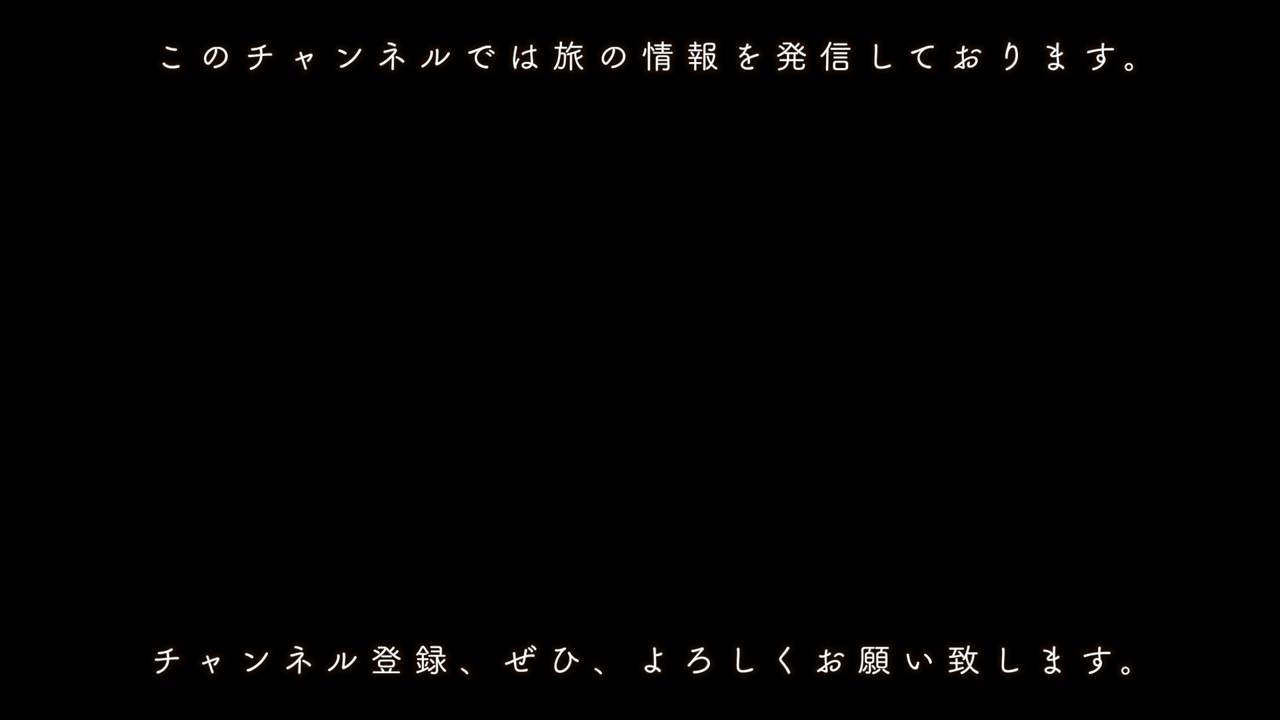 このチャンネルでは旅の情報を発信しております。
チャンネル登録、ぜひ、よろしくお願い致します。